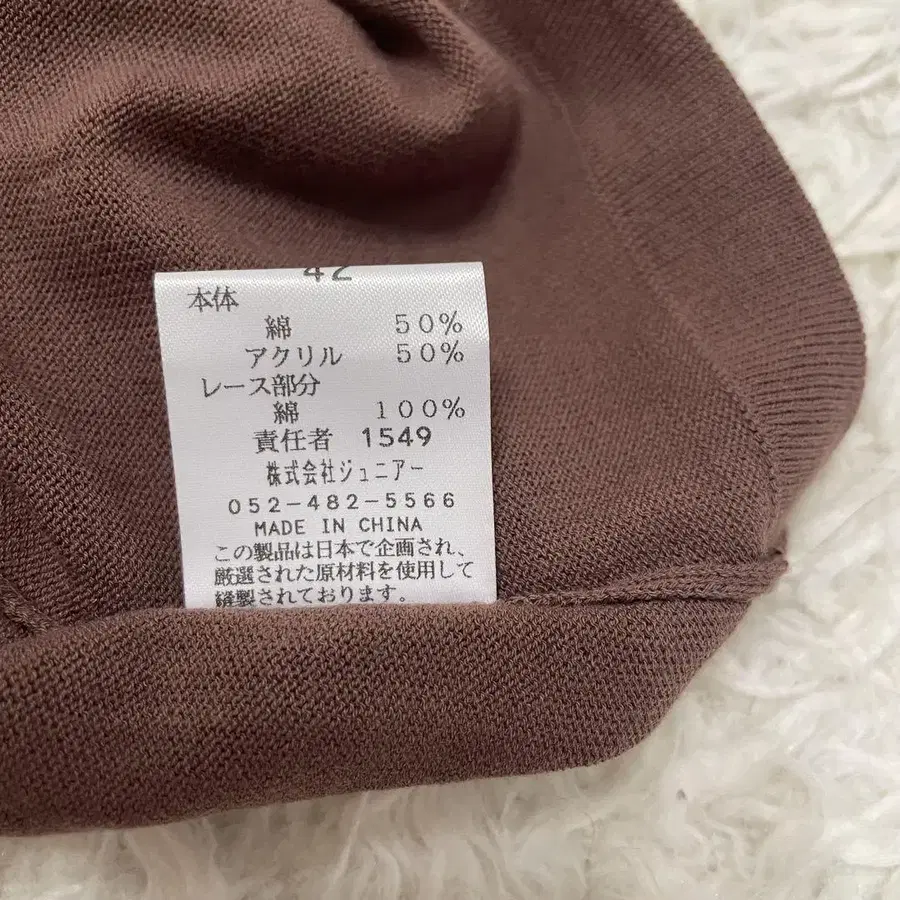 42
本体
綿 50%
アクリル 50%
レース部分
綿 100%
責任者 1549
株式会社ジュニアー
052-482-5566
MADE IN CHINA
この製品は日本で企画され、
厳選された原材料を使用して
縫製されております。